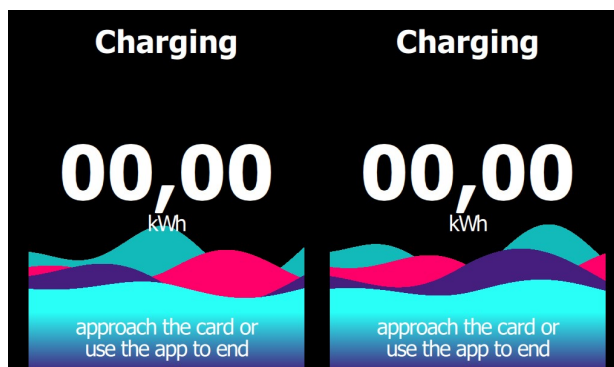 Charging
00,00
kWh
approach the card or
use the app to end
Charging
00,00
kWh
approach the card or
use the app to end